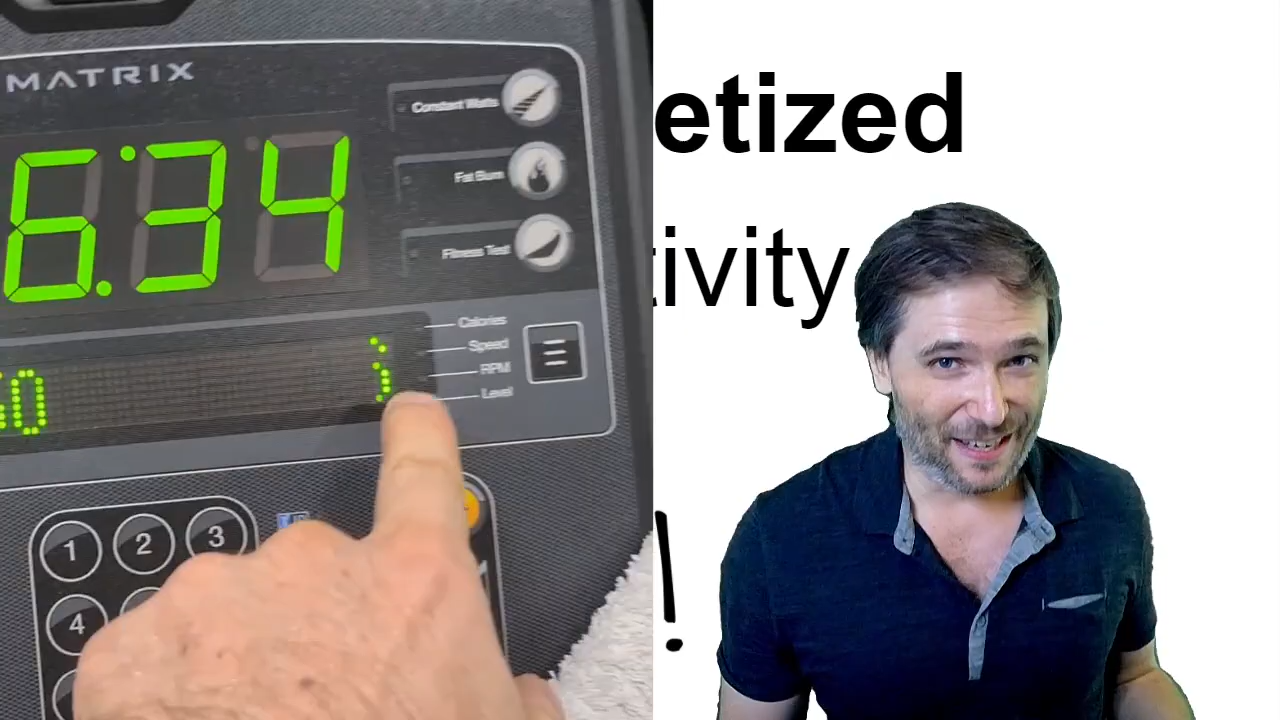 MATRIX
Constant Watts
6:34
Fat Burn
Fitness Test
Calories
Speed
RPM
Level
1 2 3
4
etized
tivity
!